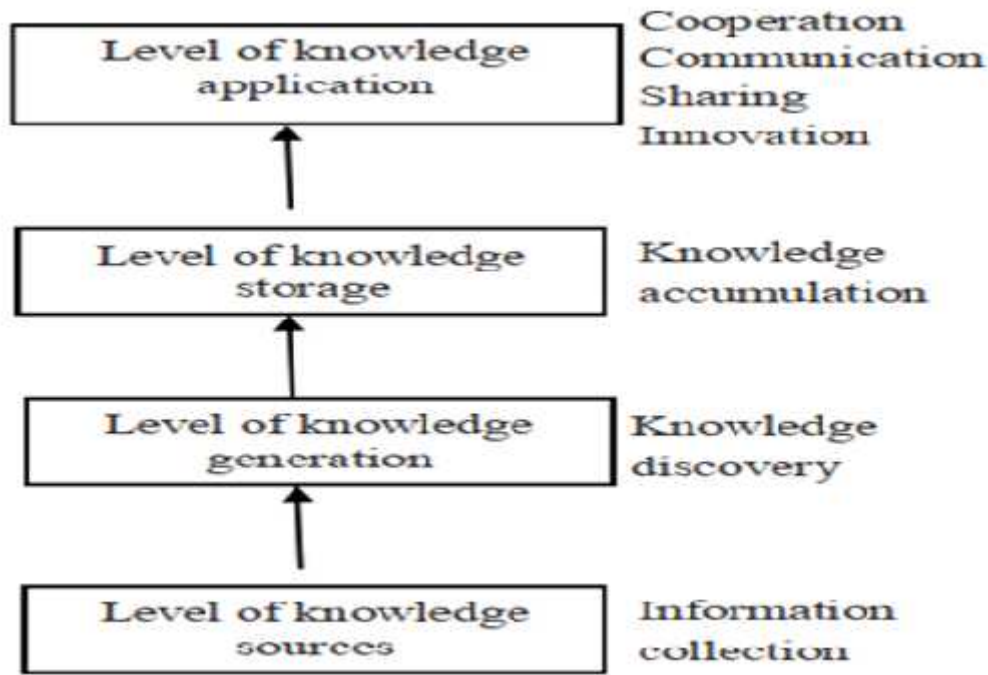 Level of knowledge
application
Cooperation
Communication
Sharing
Innovation
Level of knowledge
storage
Knowledge
accumulation
Level of knowledge
generation
Knowledge
discovery
Level of knowledge
sources
Information
collection